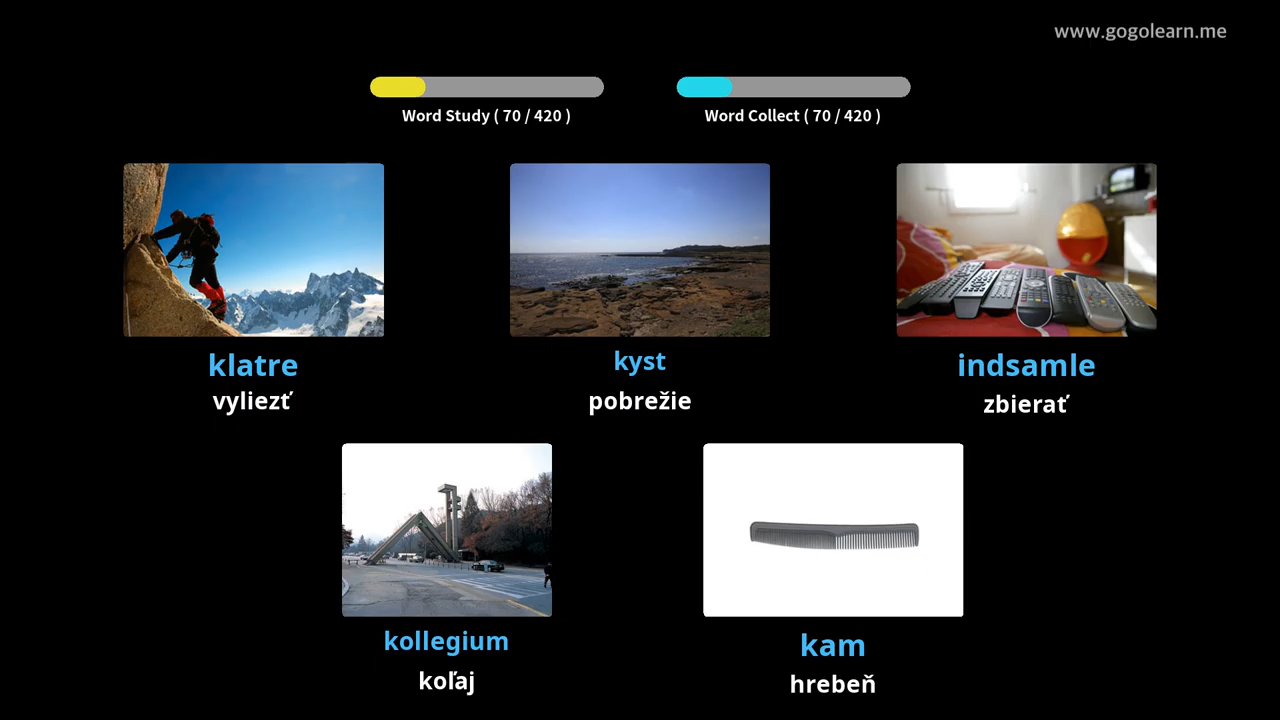 www.gogolearn.me
Word Study ( 70 / 420 )
Word Collect ( 70 / 420 )
klatre
vyliezť
kyst
pobrežie
indsamle
zbierať
kollegium
koľaj
kam
hrebeň